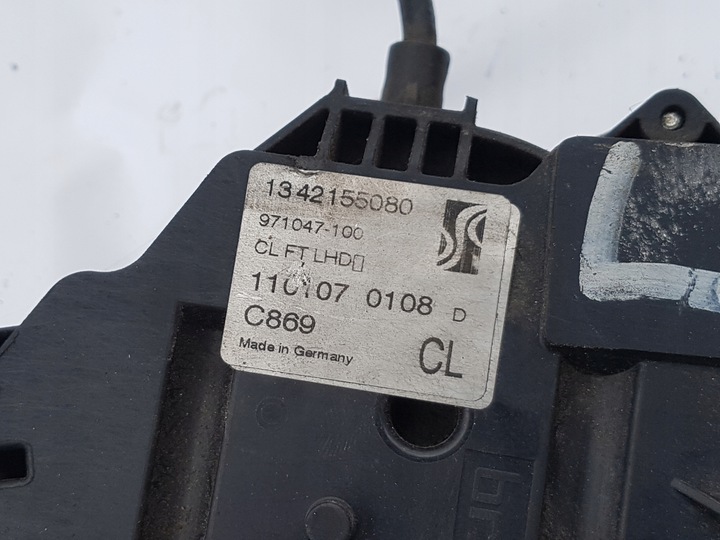 1342155080
971047-100
CL FT LHD▯
110107 0108 D
C869
Made in Germany
CL